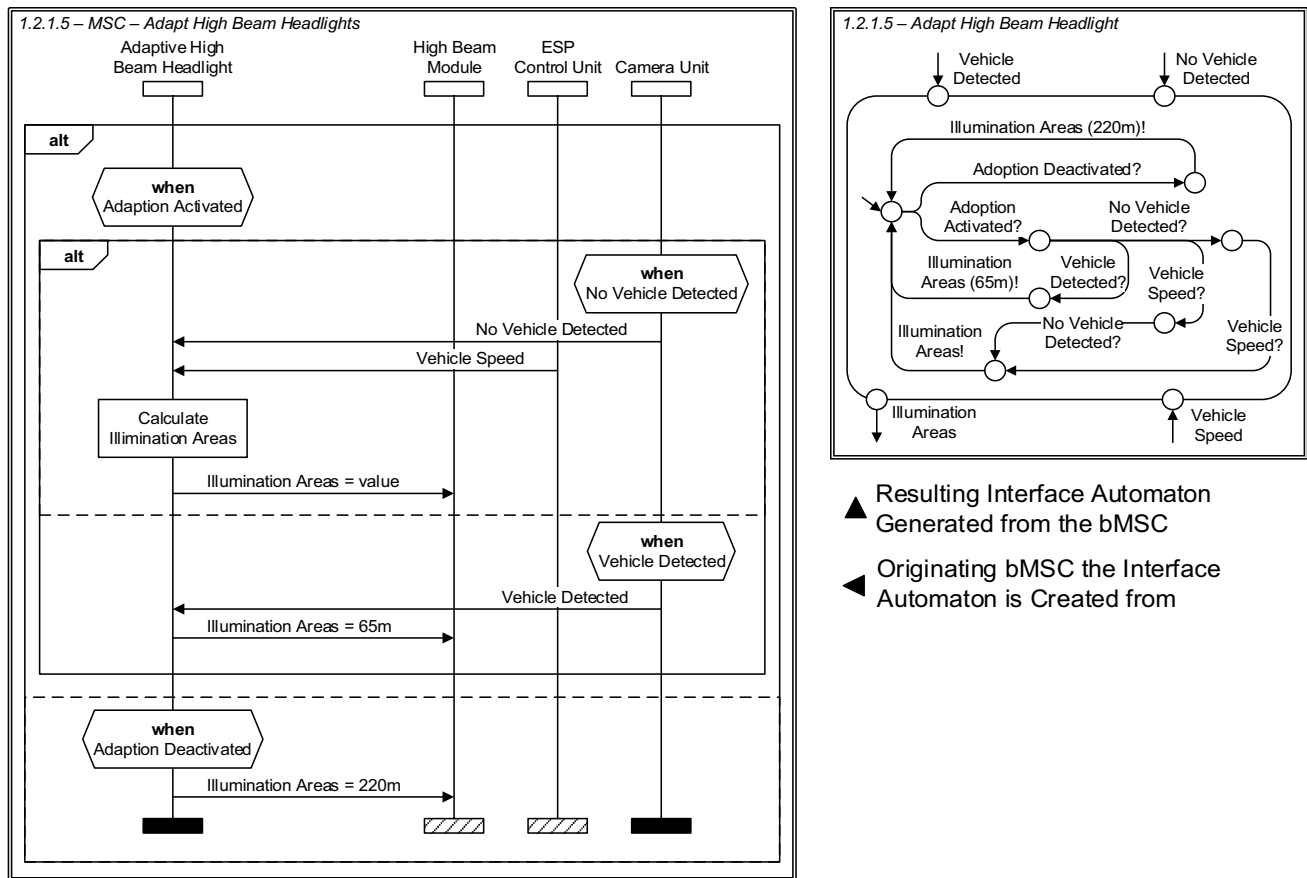 1.2.1.5 – MSC – Adapt High Beam Headlights
Adaptive High
Beam Headlight
High Beam
Module
ESP
Control Unit
Camera Unit
alt
when
Adaption Activated
alt
when
No Vehicle Detected
No Vehicle Detected
Vehicle Speed
Calculate
Illimination Areas
Illumination Areas = value
when
Vehicle Detected
Vehicle Detected
Illumination Areas = 65m
when
Adaption Deactivated
Illumination Areas = 220m
1.2.1.5 – Adapt High Beam Headlight
Vehicle
Detected
No Vehicle
Detected
Illumination Areas (220m)!
Adoption Deactivated?
Adoption
Activated?
No Vehicle
Detected?
Illumination
Areas (65m)!
Vehicle
Detected?
Vehicle
Speed?
Illumination
Areas!
No Vehicle
Detected?
Vehicle
Speed?
Illumination
Areas
Vehicle
Speed
Resulting Interface Automaton
Generated from the bMSC
Originating bMSC the Interface
Automaton is Created from